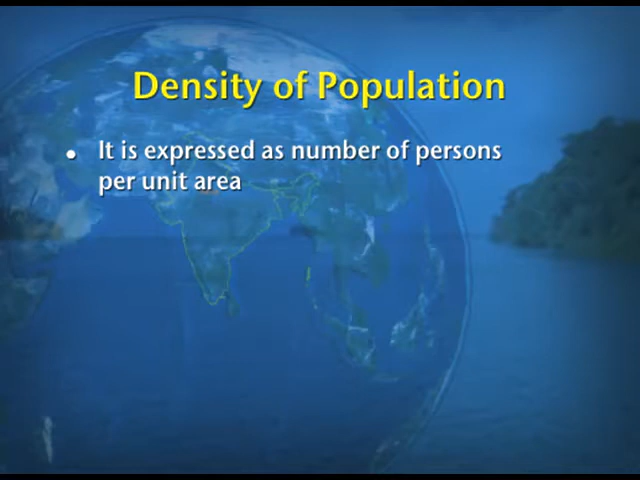 Density of Population
• It is expressed as number of persons
per unit area